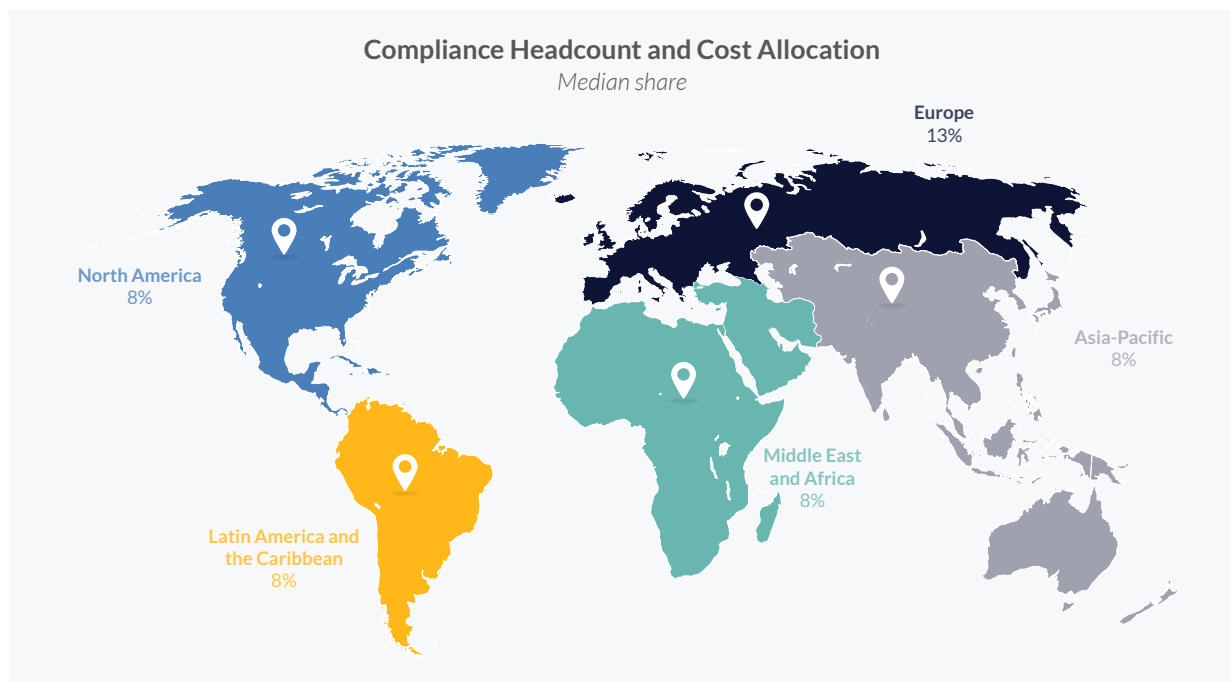 Compliance Headcount and Cost Allocation
Median share
Europe
13%
North America
8%
Asia-Pacific
8%
Middle East
and Africa
8%
Latin America and
the Caribbean
8%